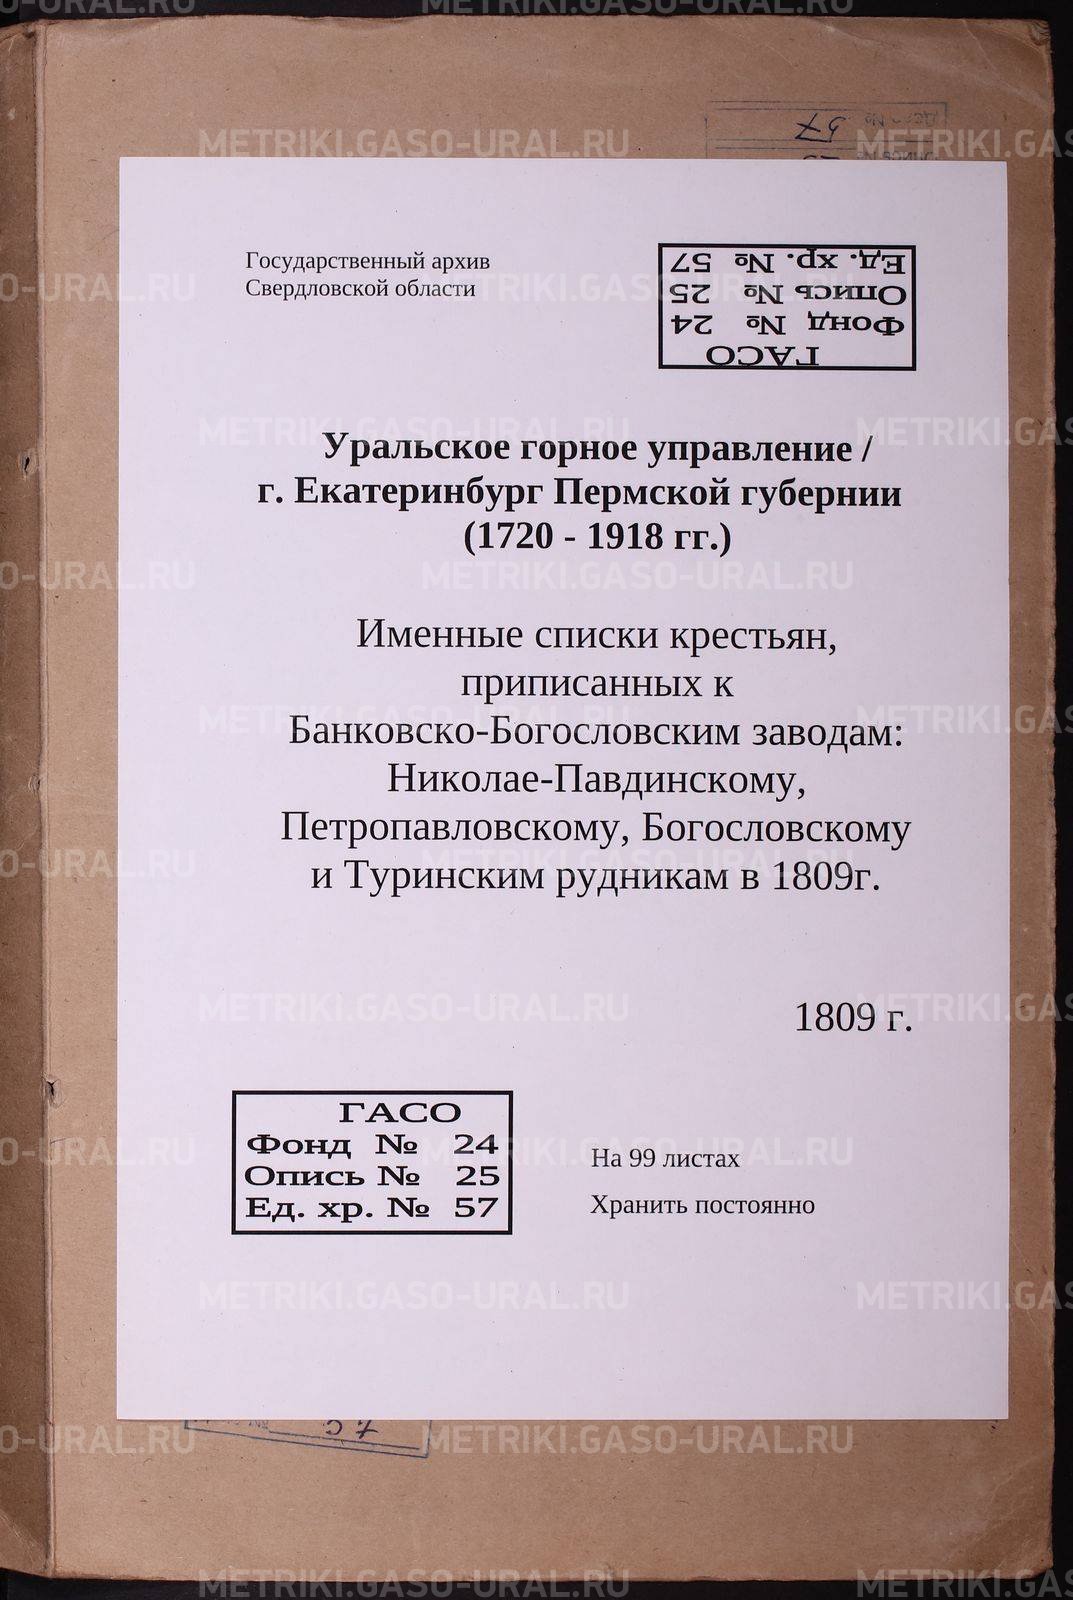 57
Государственный архив
Свердловской области
ГАСО
Фонд № 24
Опись № 25
Ед. хр. № 57
Уральское горное управление /
г. Екатеринбург Пермской губернии
(1720 - 1918 гг.)
Именные списки крестьян,
приписанных к
Банковско-Богословским заводам:
Николае-Павдинскому,
Петропавловскому, Богословскому
и Туринским рудникам в 1809г.
1809 г.
ГАСО
Фонд № 24
Опись № 25
Ед. хр. № 57
На 99 листах
Хранить постоянно
57
METRIKI.GASO-URAL.RU